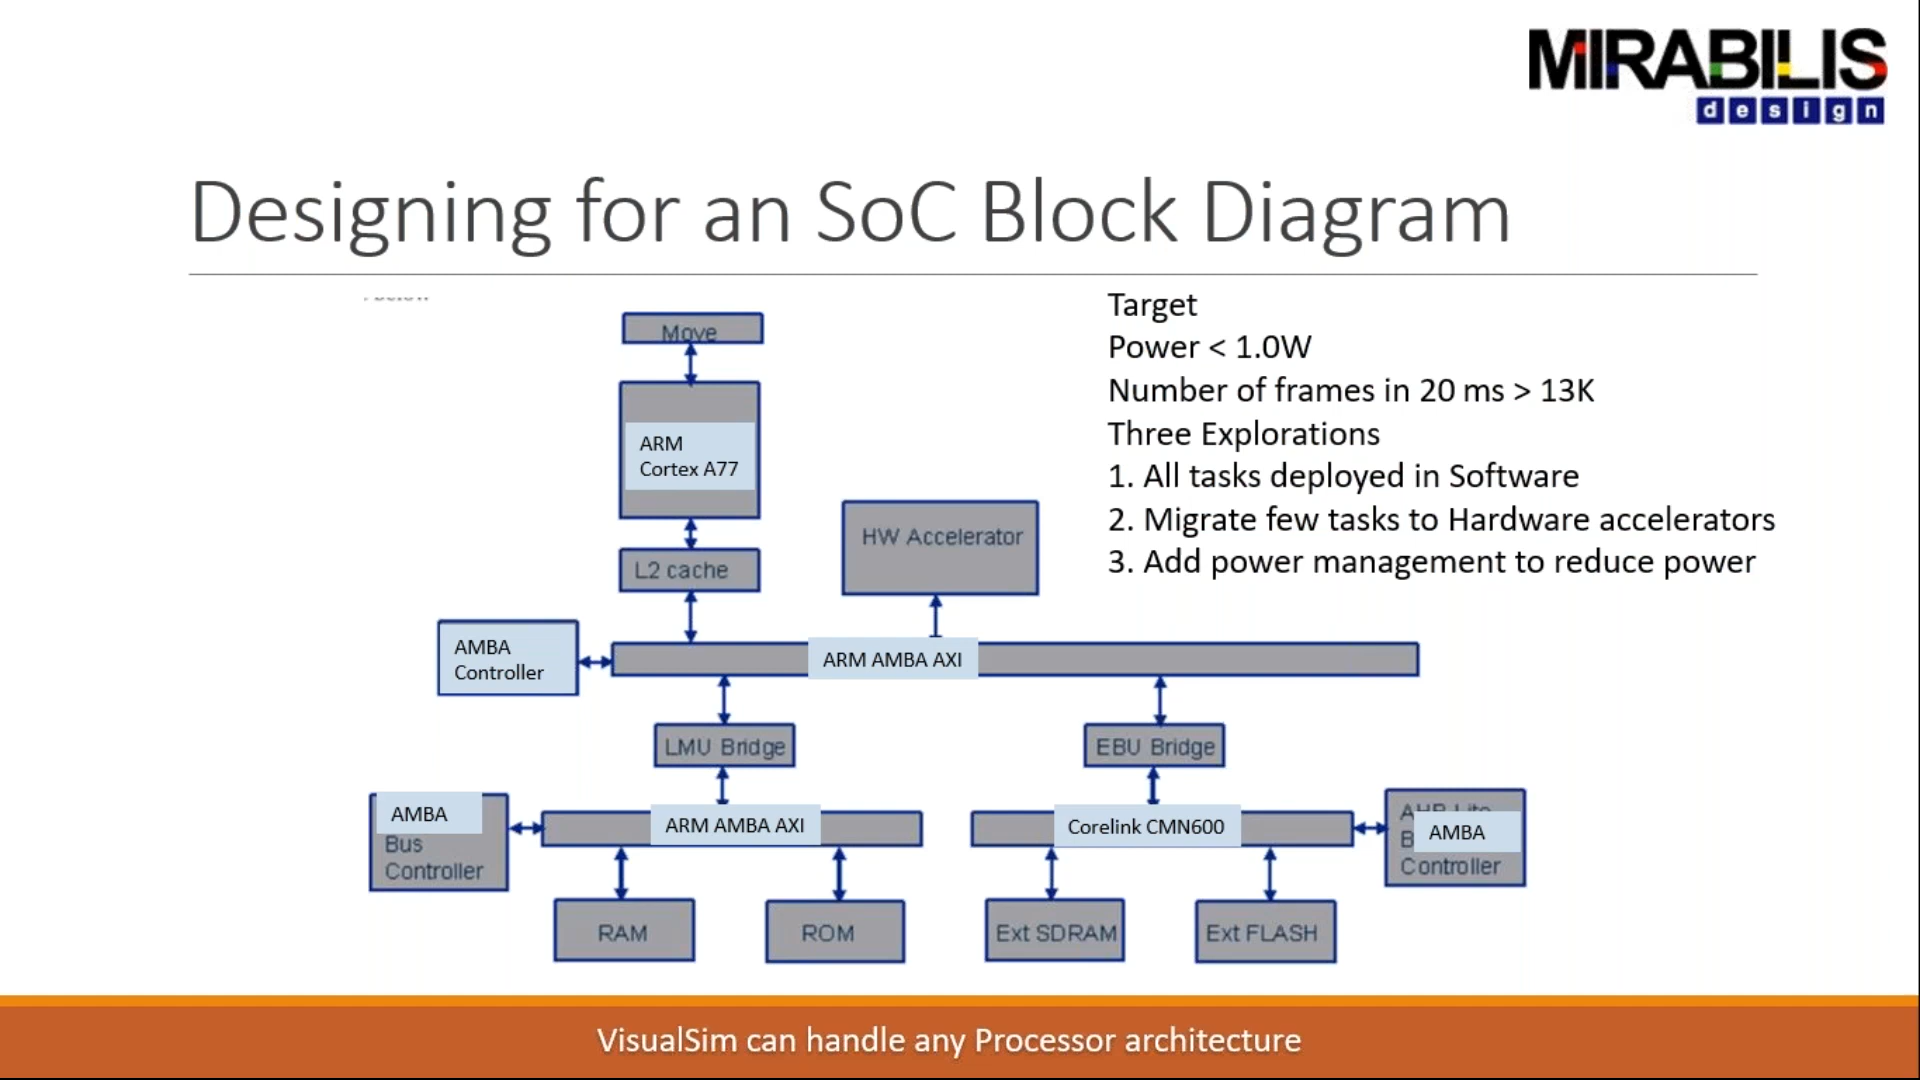 MIRABILIS
design
Designing for an SoC Block Diagram
Target
Power < 1.0W
Number of frames in 20 ms > 13K
Three Explorations
1. All tasks deployed in Software
2. Migrate few tasks to Hardware accelerators
3. Add power management to reduce power
Move
ARM
Cortex A77
HW Accelerator
L2 cache
AMBA
Controller
ARM AMBA AXI
LMU Bridge
EBU Bridge
AMBA
Bus
Controller
ARM AMBA AXI
Corelink CMN600
AMBA
Controller
RAM
ROM
Ext SDRAM
Ext FLASH
VisualSim can handle any Processor architecture